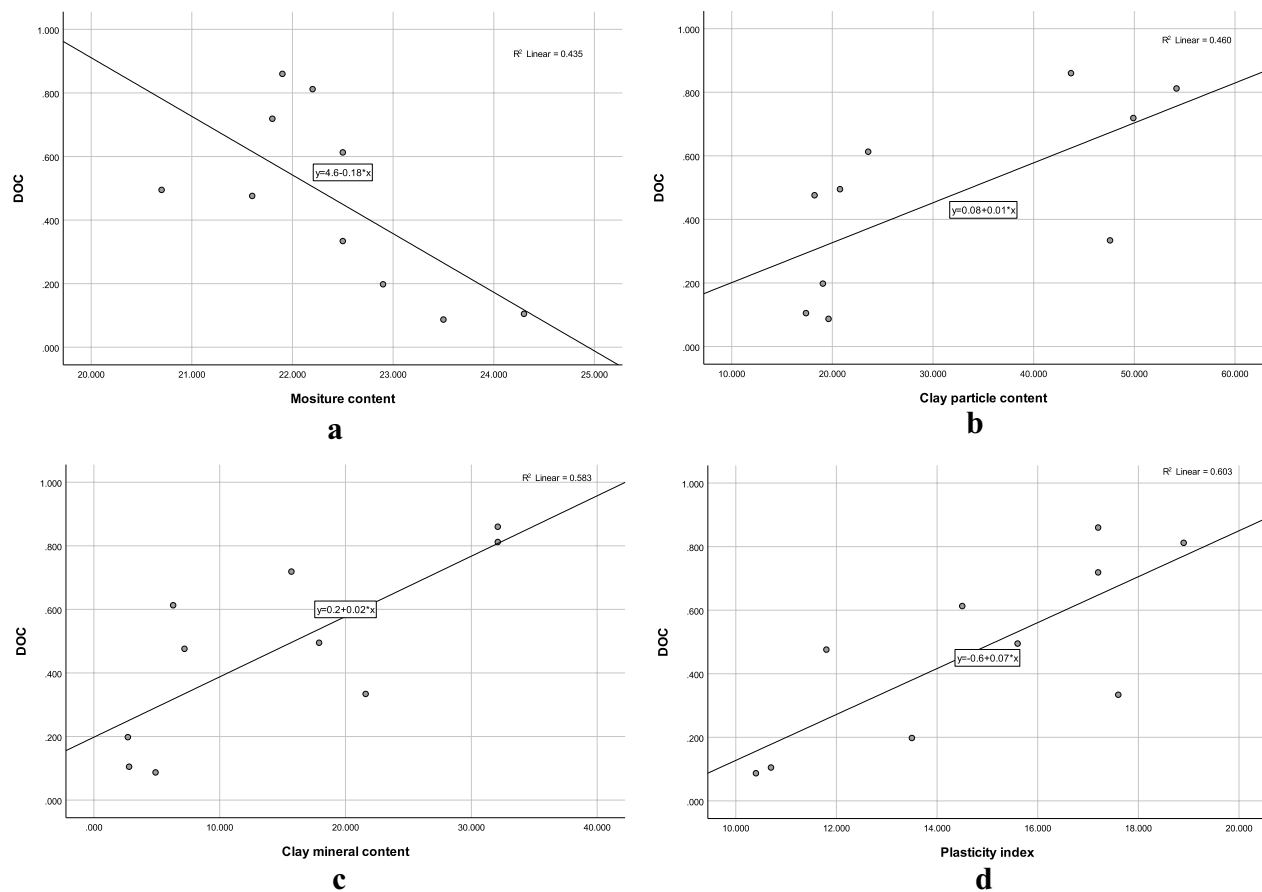 1.000
.800
.600
.400
.200
.000
DOC
R² Linear = 0.435
y=4.6-0.18*x
20.000 21.000 22.000 23.000 24.000 25.000
Mositure content
a
1.000
.800
.600
.400
.200
.000
DOC
R² Linear = 0.460
y=0.08+0.01*x
10.000 20.000 30.000 40.000 50.000 60.000
Clay particle content
b
1.000
.800
.600
.400
.200
.000
DOC
R² Linear = 0.583
y=0.2+0.02*x
.000 10.000 20.000 30.000 40.000
Clay mineral content
c
1.000
.800
.600
.400
.200
.000
DOC
R² Linear = 0.603
y=-0.6+0.07*x
10.000 12.000 14.000 16.000 18.000 20.000
Plasticity index
d